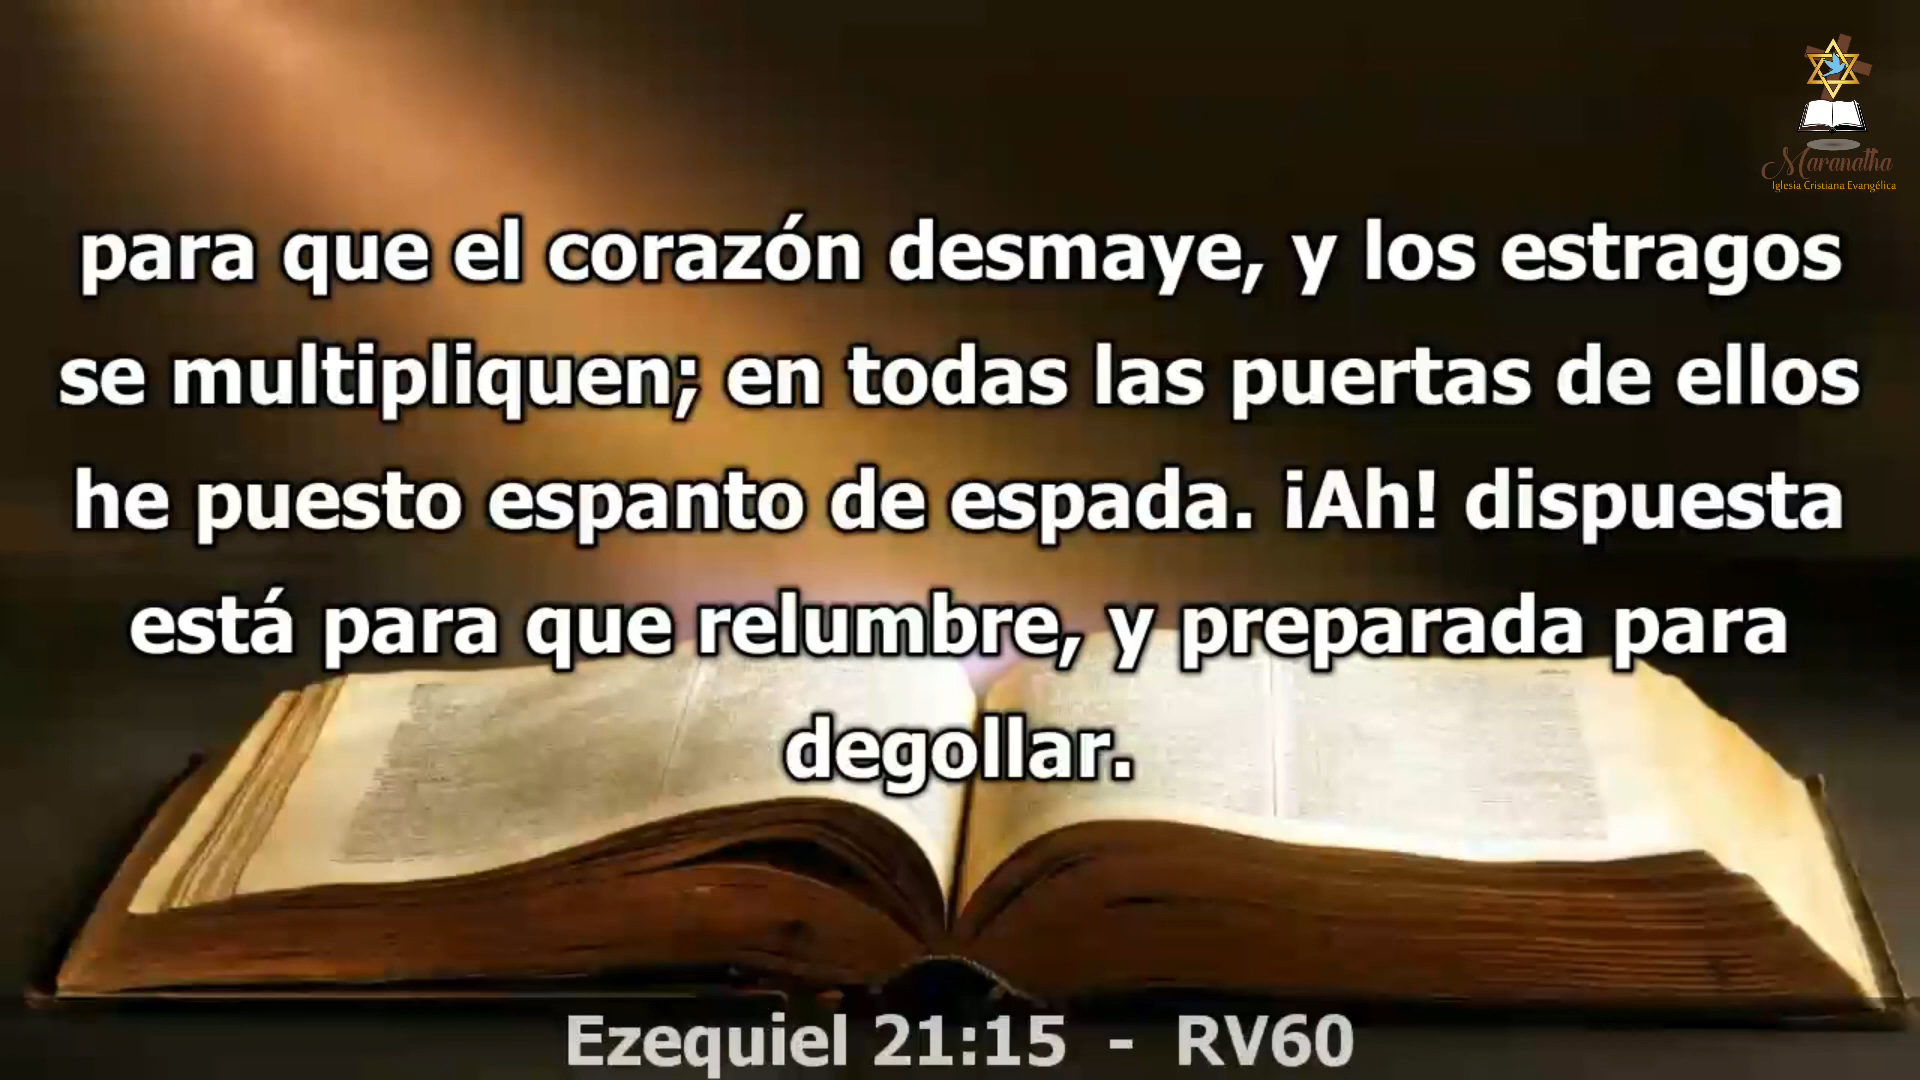 Maranatha
Iglesia Cristiana Evangélica
para que el corazón desmaye, y los estragos
se multipliquen; en todas las puertas de ellos
he puesto espanto de espada. ¡Ah! dispuesta
está para que relumbre, y preparada para
degollar.
Ezequiel 21:15 - RV60